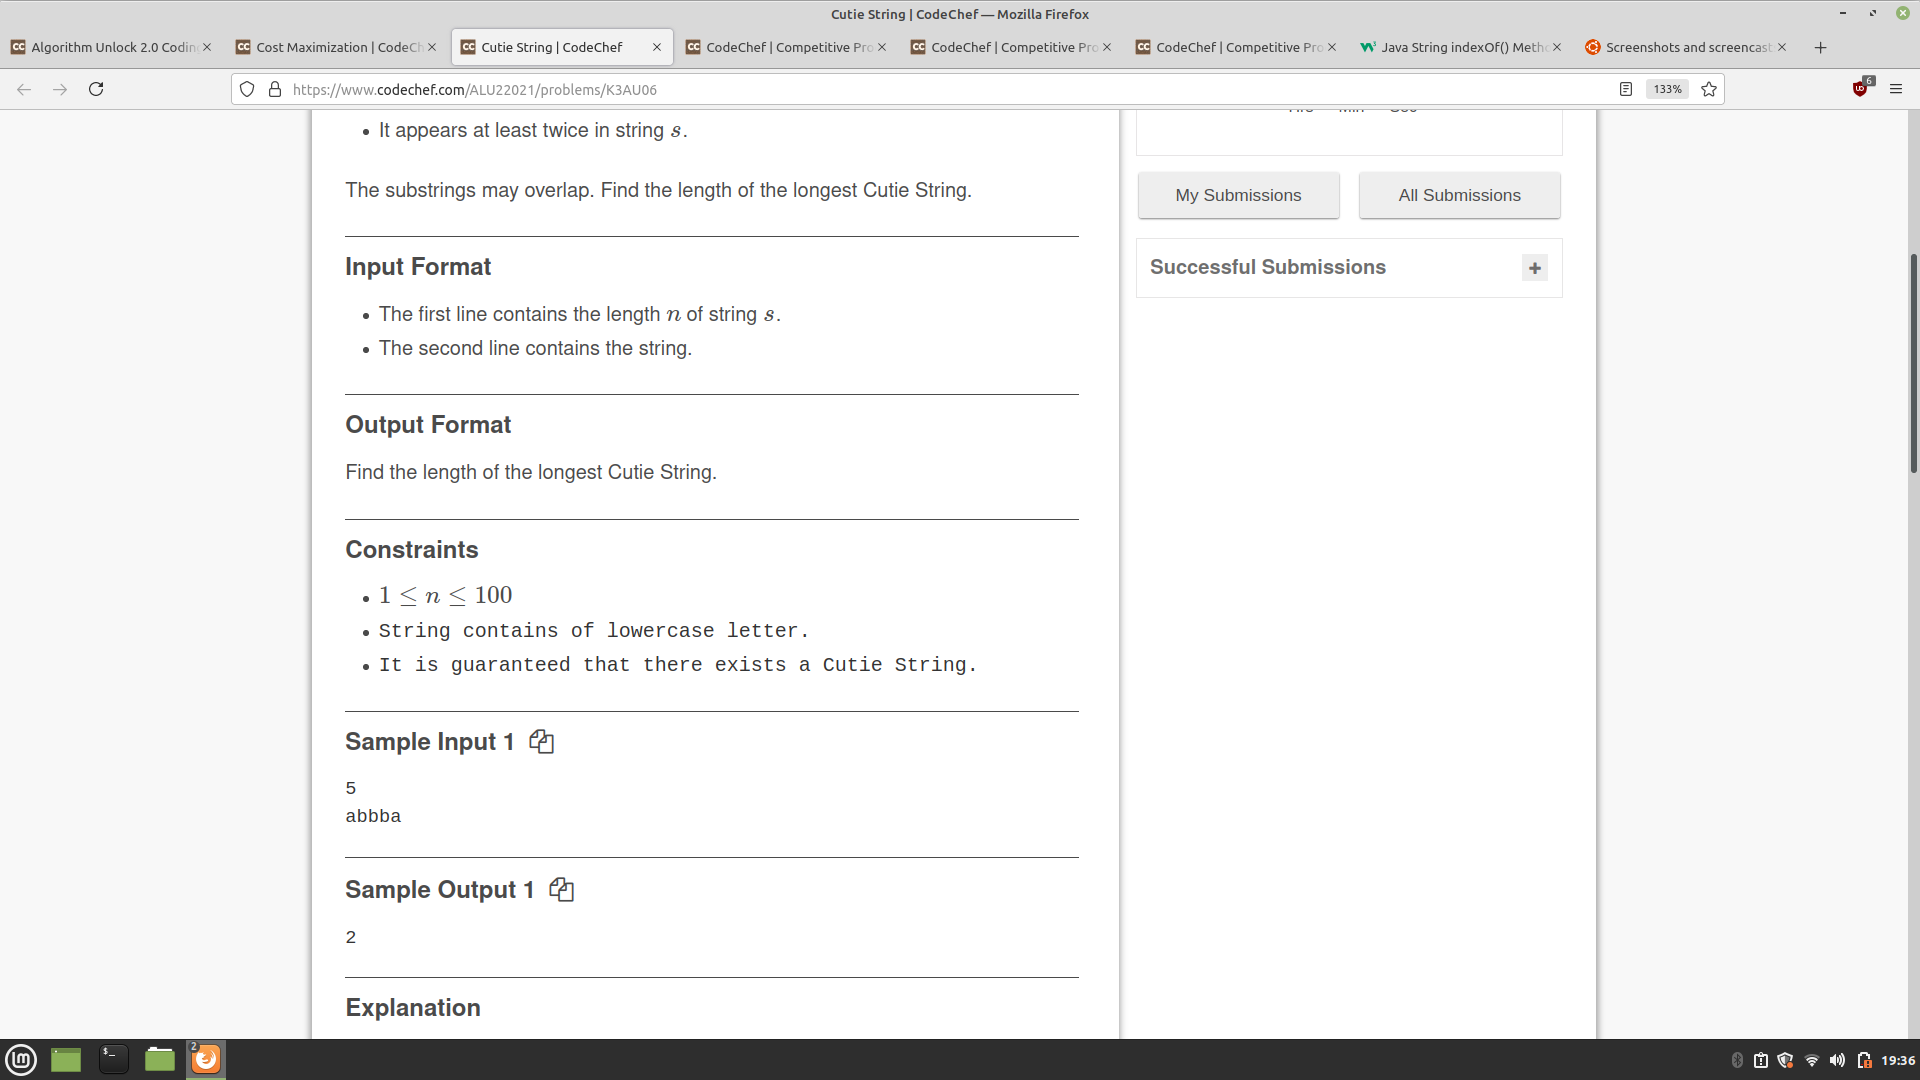 Cutie String | CodeChef — Mozilla Firefox
Algorithm Unlock 2.0 Coding
Cost Maximization | CodeCh
Cutie String | CodeChef
CodeChef | Competitive Pro
CodeChef | Competitive Pro
CodeChef | Competitive Pro
Java String indexOf() Metho
Screenshots and screencast
https://www.codechef.com/ALU22021/problems/K3AU06
133%
6
• It appears at least twice in string s.
The substrings may overlap. Find the length of the longest Cutie String.
Input Format
• The first line contains the length n of string s.
• The second line contains the string.
Output Format
Find the length of the longest Cutie String.
Constraints
• 1 ≤ n ≤ 100
• String contains of lowercase letter.
• It is guaranteed that there exists a Cutie String.
Sample Input 1
5
abbba
Sample Output 1
2
Explanation
My Submissions
All Submissions
Successful Submissions
2
19:36